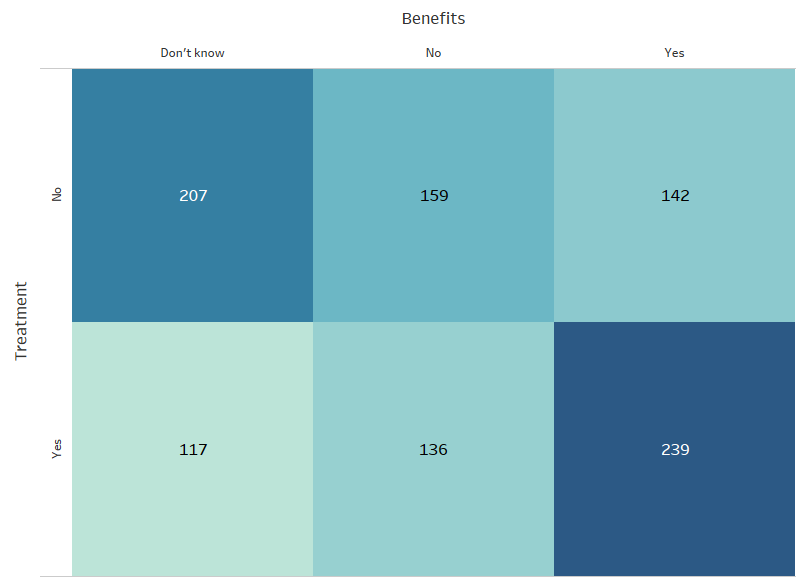 Benefits
Don't know No Yes
No
207 159 142
Treatment
Yes
117 136 239